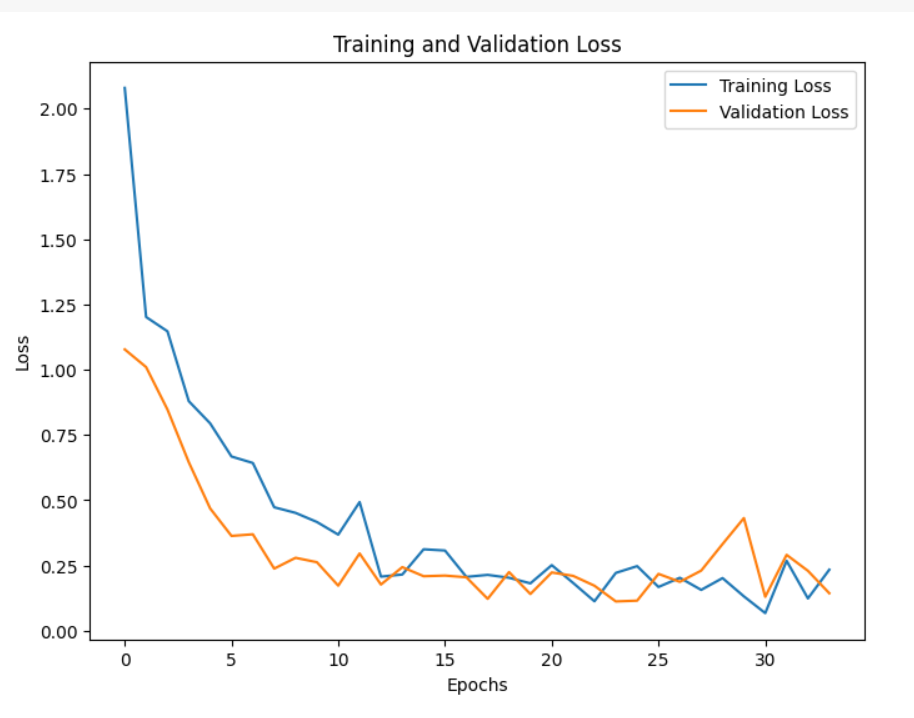 Training and Validation Loss
Training Loss
Validation Loss
2.00
1.75
1.50
1.25
1.00
0.75
0.50
0.25
0.00
Loss
0 5 10 15 20 25 30
Epochs